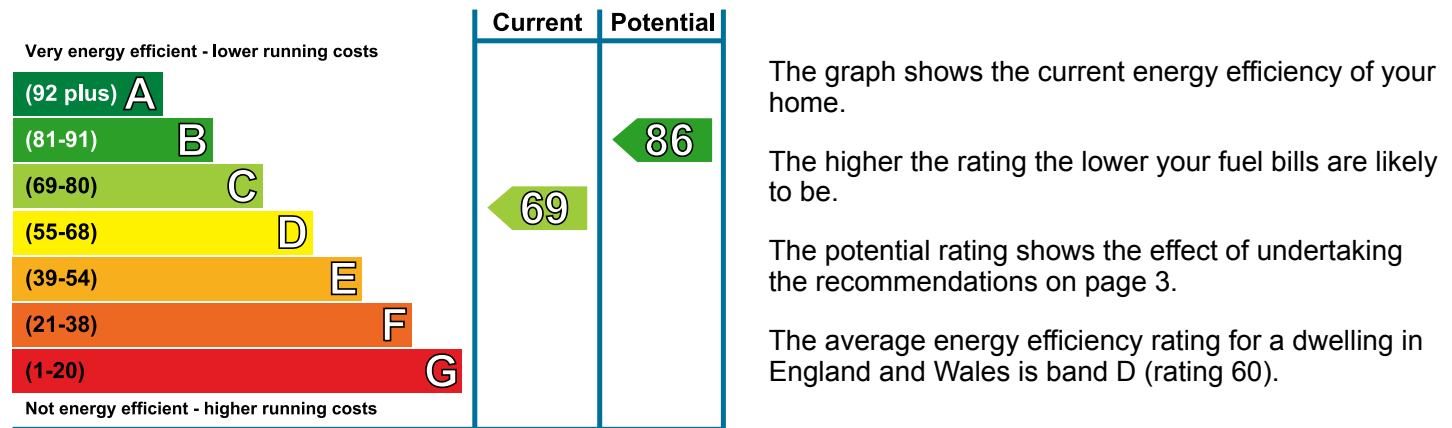 Current Potential
Very energy efficient - lower running costs
(92 plus) A
(81-91) B
86
(69-80) C
69
(55-68) D
(39-54) E
(21-38) F
(1-20) G
Not energy efficient - higher running costs
The graph shows the current energy efficiency of your
home.
The higher the rating the lower your fuel bills are likely
to be.
The potential rating shows the effect of undertaking
the recommendations on page 3.
The average energy efficiency rating for a dwelling in
England and Wales is band D (rating 60).